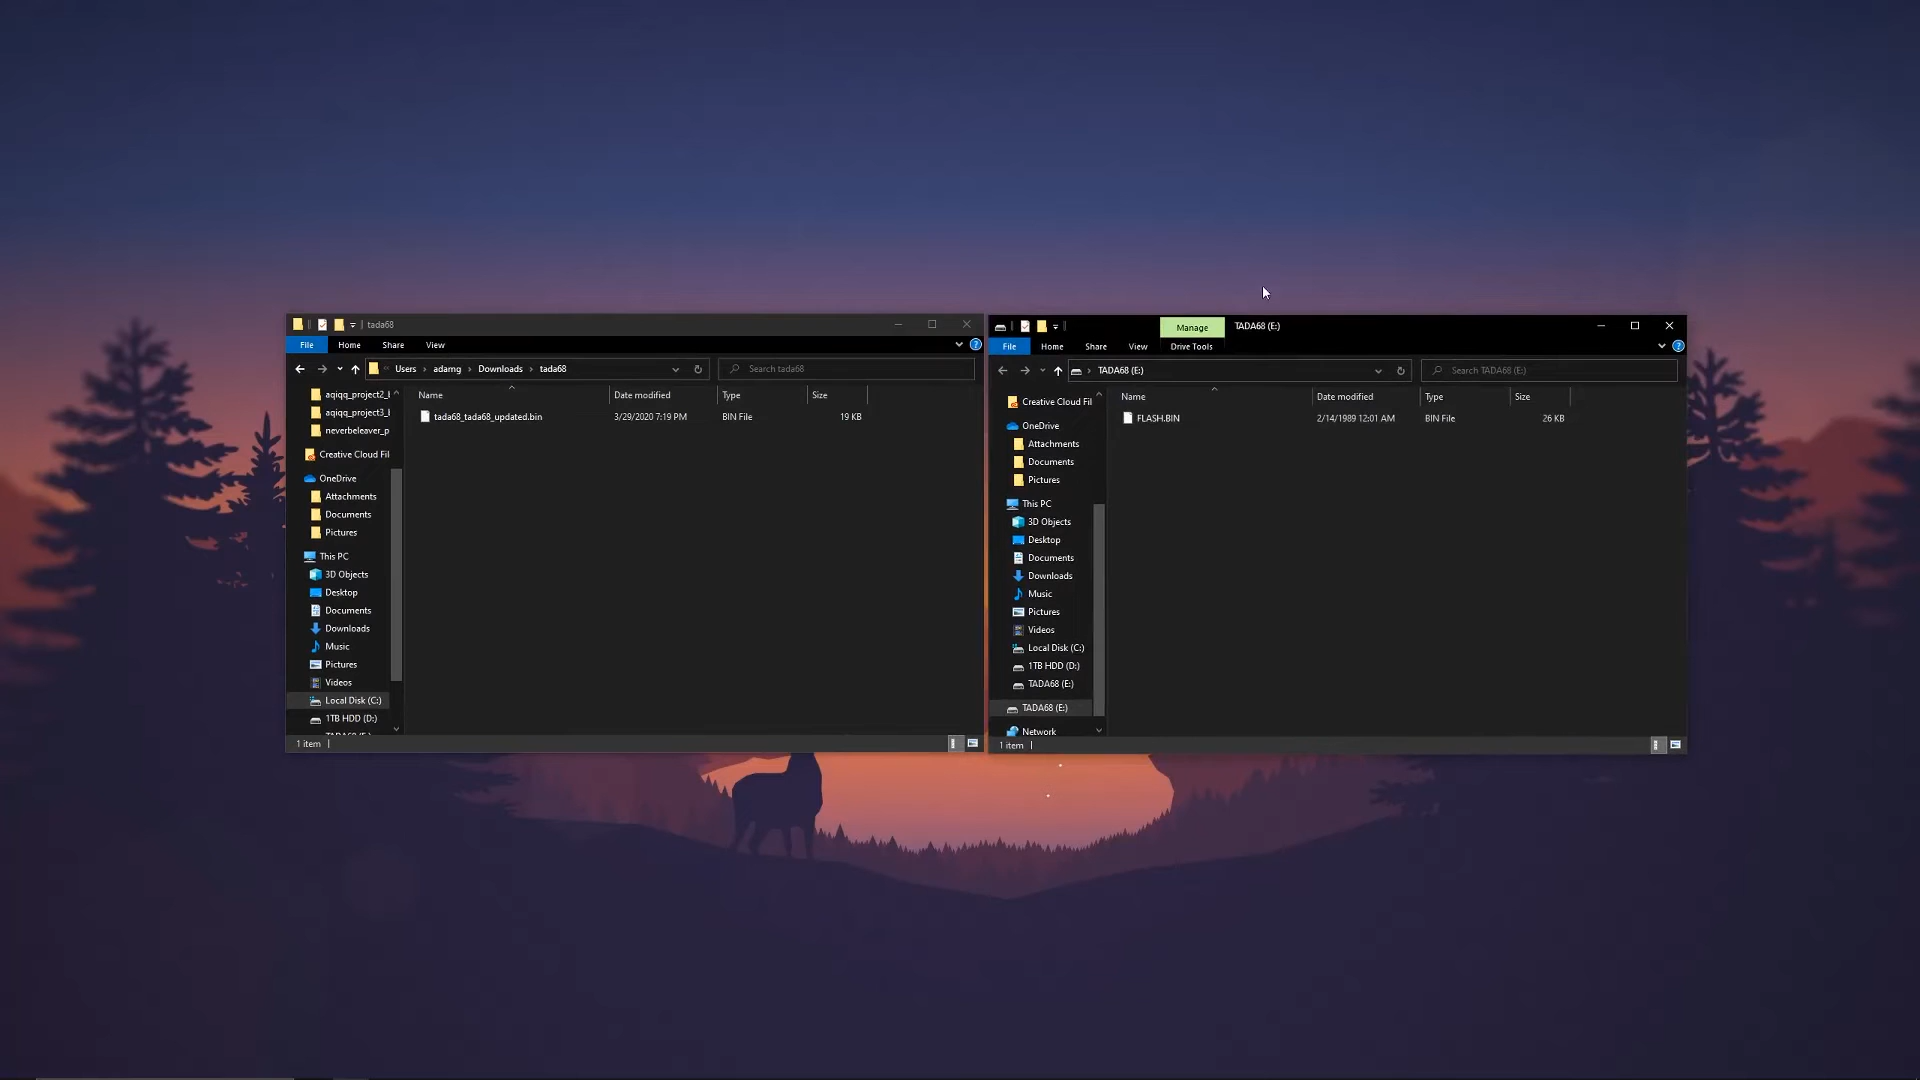 tada68
File Home Share View
Users adamg Downloads tada68
Search tada68
aqiqq_project2_
aqiqq_project3_
neverbeleaver_p
Creative Cloud Fil
OneDrive
Attachments
Documents
Pictures
This PC
3D Objects
Desktop
Documents
Downloads
Music
Pictures
Videos
Local Disk (C:)
1TB HDD (D:)
Name Date modified Type Size
tada68_tada68_updated.bin 3/29/2020 7:19 PM BIN File 19 KB
1 item
Manage TADA68 (E:)
File Home Share View Drive Tools
TADA68 (E:)
Search TADA68 (E:)
Creative Cloud Fil
OneDrive
Attachments
Documents
Pictures
This PC
3D Objects
Desktop
Documents
Downloads
Music
Pictures
Videos
Local Disk (C:)
1TB HDD (D:)
TADA68 (E:)
TADA68 (E:)
Network
Name Date modified Type Size
FLASH.BIN 2/14/1989 12:01 AM BIN File 26 KB
1 item